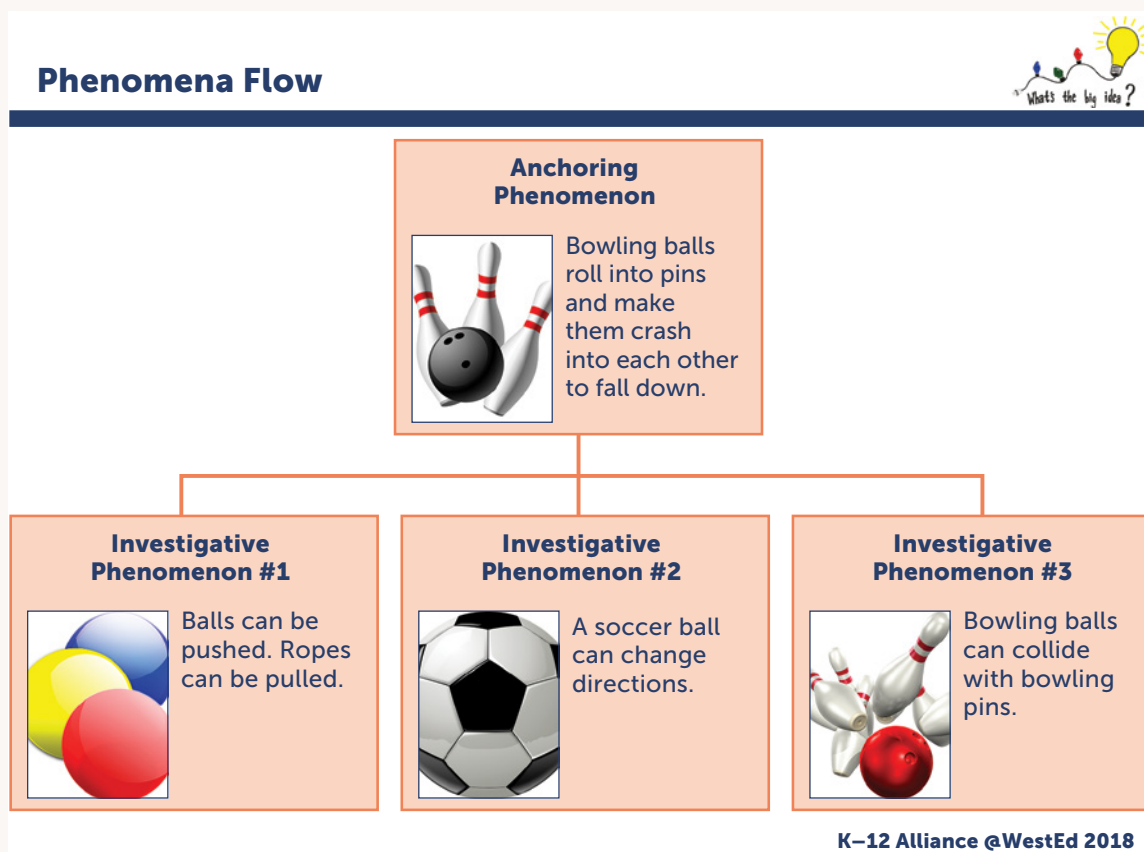 Phenomena Flow
What's the big idea?
Anchoring
Phenomenon
Bowling balls
roll into pins
and make
them crash
into each other
to fall down.
Investigative
Phenomenon #1
Balls can be
pushed. Ropes
can be pulled.
Investigative
Phenomenon #2
A soccer ball
can change
directions.
Investigative
Phenomenon #3
Bowling balls
can collide
with bowling
pins.
K–12 Alliance @WestEd 2018